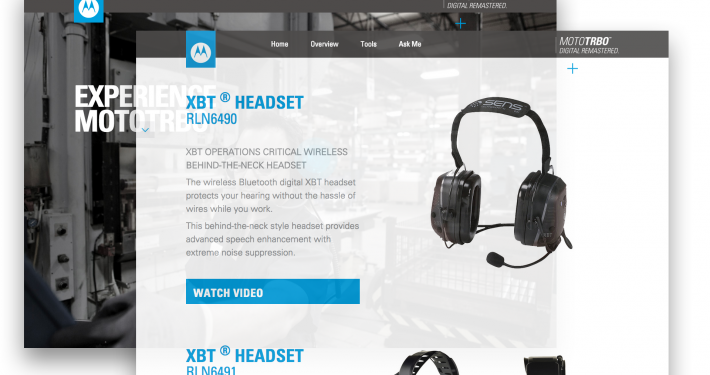 DIGITAL REMASTERED.
Home Overview Tools Ask Me
MOTOTRBO™
DIGITAL REMASTERED.
EXPERIENCE
MOTOTRBO
XBT ® HEADSET
RLN6490
XBT OPERATIONS CRITICAL WIRELESS
BEHIND-THE-NECK HEADSET
The wireless Bluetooth digital XBT headset
protects your hearing without the hassle of
wires while you work.
This behind-the-neck style headset provides
advanced speech enhancement with
extreme noise suppression.
WATCH VIDEO
SENS
XBT
XBT ® HEADSET
RLN6491